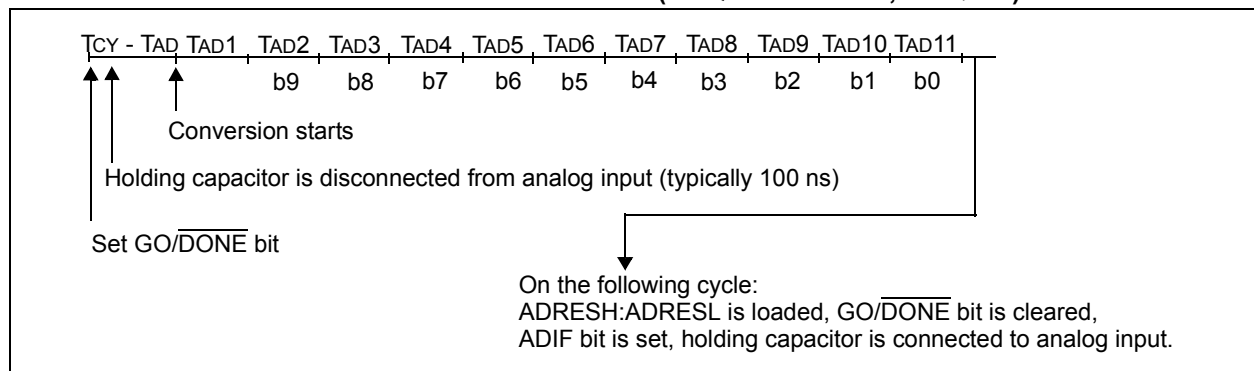 TCY - TAD TAD1 TAD2 TAD3 TAD4 TAD5 TAD6 TAD7 TAD8 TAD9 TAD10 TAD11
b9 b8 b7 b6 b5 b4 b3 b2 b1 b0
Conversion starts
Holding capacitor is disconnected from analog input (typically 100 ns)
Set GO/DONE bit
On the following cycle:
ADRESH:ADRESL is loaded, GO/DONE bit is cleared,
ADIF bit is set, holding capacitor is connected to analog input.